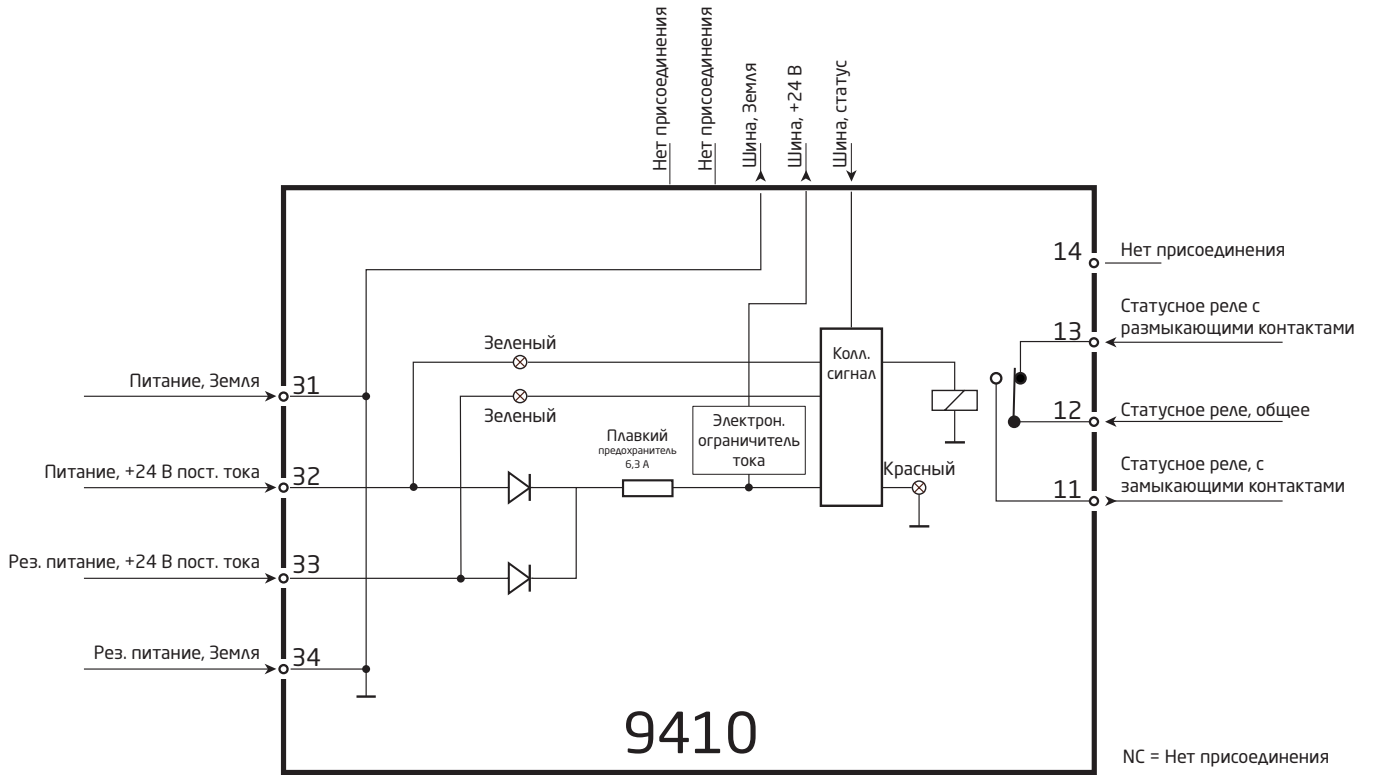 Нет присоединения
Нет присоединения
Шина, Земля
Шина, +24 В
Шина, статус
14
Нет присоединения
Статусное реле с
размыкающими контактами
13
Зеленый
Колл.
сигнал
Питание, Земля
31
Зеленый
12
Статусное реле, общее
Электрон.
ограничитель
тока
Плавкий
предохранитель
6,3 А
Питание, +24 В пост. тока
32
Красный
Статусное реле, с
замыкающими контактами
11
Рез. питание, +24 В пост. тока
33
Рез. питание, Земля
34
9410
NC = Нет присоединения